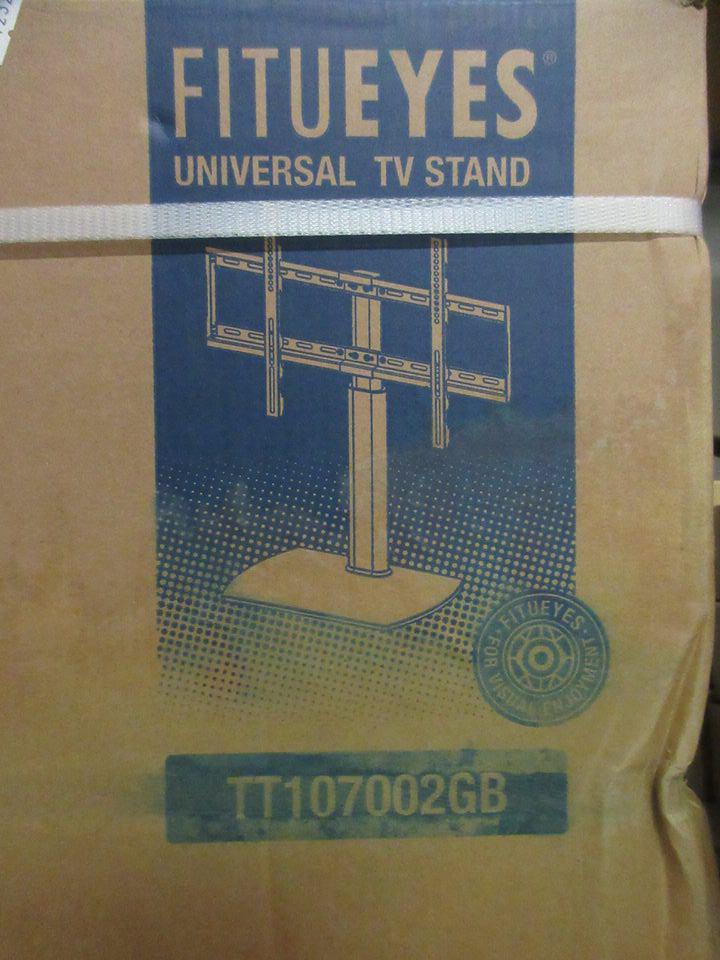 FITUEYES®
UNIVERSAL TV STAND
FITUEYES · FOR VISUAL ENJOYMENT ·
TT107002GB